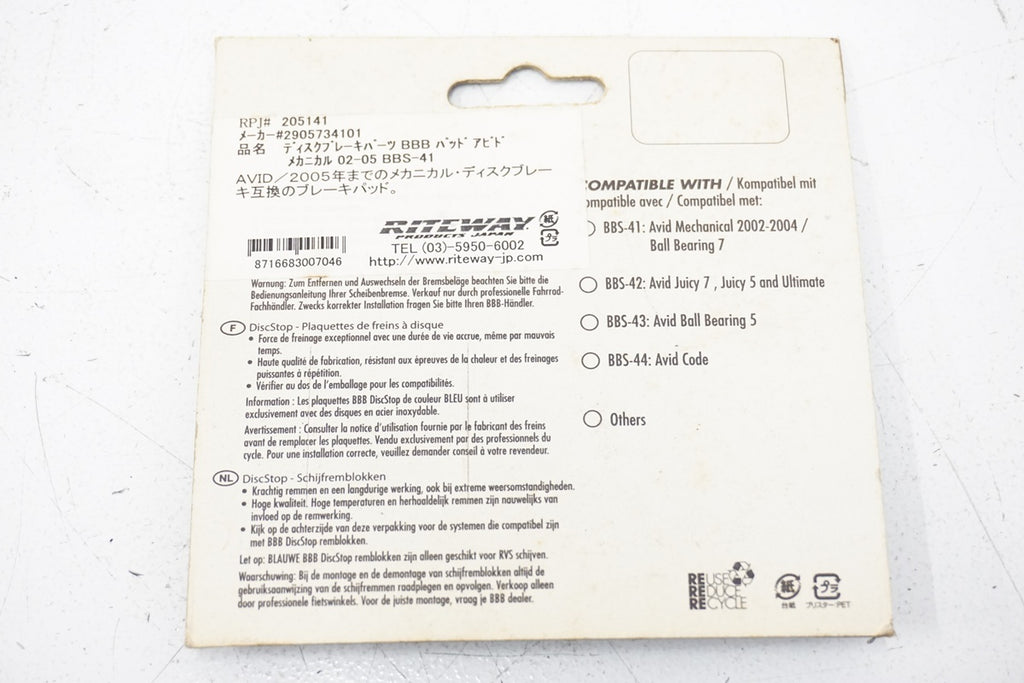 RPJ# 205141
メーカー#2905734101
品名 ディスクブレーキパーツ BBB パッド アビド
メカニカル 02-05 BBS-41
AVID／2005年までのメカニカル・ディスクブレー
キ互換のブレーキパッド。
RITEWAY
PRODUCTS JAPAN
紙
プラ
TEL (03)-5950-6002
http://www.riteway-jp.com
8716683007046
Warnung: Zum Entfernen und Auswechseln der Bremsbeläge beachten Sie bitte die
Bedienungsanleitung Ihrer Scheibenbremse. Verkauf nur durch professionelle Fahrrad-
Fachhändler. Zwecks korrekter Installation fragen Sie bitte Ihren BBB-Händler.
F DiscStop - Plaquettes de freins à disque
• Force de freinage exceptionnel avec une durée de vie accrue, même par mauvais
temps.
• Haute qualité de fabrication, résistant aux épreuves de la chaleur et des freinages
puissantes à répétition.
• Vérifier au dos de l'emballage pour les compatibilités.
Information : Les plaquettes BBB DiscStop de couleur BLEU sont à utiliser
exclusivement avec des disques en acier inoxydable.
Avertissement : Consulter la notice d'utilisation fournie par le fabricant des freins
avant de remplacer les plaquettes. Vendu exclusivement par des professionnels du
cycle. Pour une installation correcte, veuillez demander conseil à votre revendeur.
NL DiscStop - Schijfremblokken
• Krachtig remmen en een langdurige werking, ook bij extreme weersomstandigheden.
• Hoge kwaliteit. Hoge temperaturen en herhaaldelijk remmen zijn nauwelijks van
invloed op de remwerking.
• Kijk op de achterzijde van deze verpakking voor de systemen die compatibel zijn
met BBB DiscStop remblokken.
Let op: BLAUWE BBB DiscStop remblokken zijn alleen geschikt voor RVS schijven.
Waarschuwing: Bij de montage en de demontage van schijfremblokken altijd de
gebruiksaanwijzing van de schijfremmen raadplegen en opvolgen. Verkoop alleen
door professionele fietswinkels. Voor de juiste montage, vraag je BBB dealer.
OMPATIBLE WITH / Kompatibel mit
ompatible avec / Compatibel met:
BBS-41: Avid Mechanical 2002-2004 /
Ball Bearing 7
BBS-42: Avid Juicy 7 , Juicy 5 and Ultimate
BBS-43: Avid Ball Bearing 5
BBS-44: Avid Code
Others
REUSE
REDUCE
RECYCLE
紙
台紙
プラ
ブリスター:PET